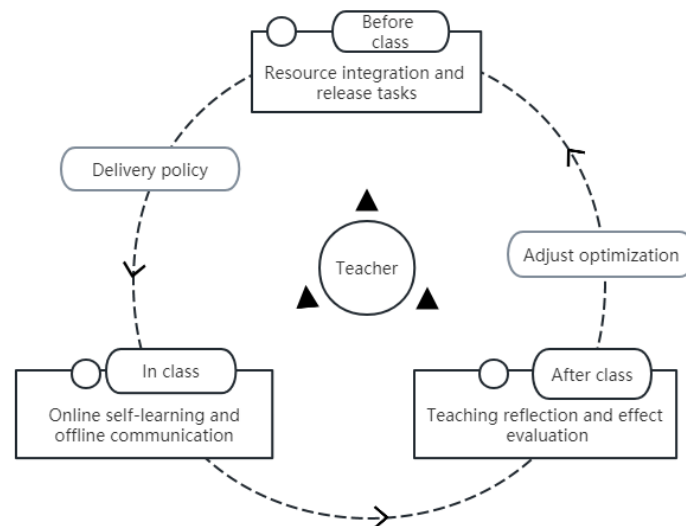 Before
class
Resource integration and
release tasks
Delivery policy
Teacher
Adjust optimization
In class
Online self-learning and
offline communication
After class
Teaching reflection and effect
evaluation